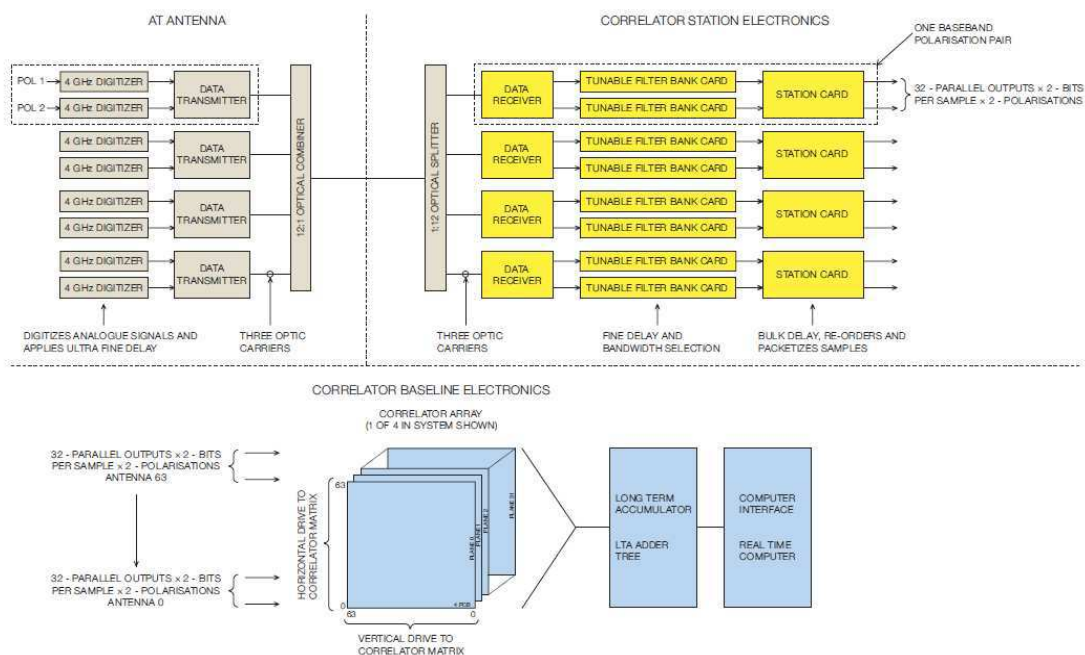 AT ANTENNA
CORRELATOR STATION ELECTRONICS
ONE BASEBAND
POLARISATION PAIR
POL 1
4 GHz DIGITIZER
POL 2
4 GHz DIGITIZER
DATA
TRANSMITTER
4 GHz DIGITIZER
4 GHz DIGITIZER
DATA
TRANSMITTER
4 GHz DIGITIZER
4 GHz DIGITIZER
DATA
TRANSMITTER
4 GHz DIGITIZER
4 GHz DIGITIZER
DATA
TRANSMITTER
12:1 OPTICAL COMBINER
1:12 OPTICAL SPLITTER
DATA
RECEIVER
TUNABLE FILTER BANK CARD
TUNABLE FILTER BANK CARD
STATION CARD
32 - PARALLEL OUTPUTS × 2 - BITS
PER SAMPLE × 2 - POLARISATIONS
DATA
RECEIVER
TUNABLE FILTER BANK CARD
TUNABLE FILTER BANK CARD
STATION CARD
DATA
RECEIVER
TUNABLE FILTER BANK CARD
TUNABLE FILTER BANK CARD
STATION CARD
DATA
RECEIVER
TUNABLE FILTER BANK CARD
TUNABLE FILTER BANK CARD
STATION CARD
DIGITIZES ANALOGUE SIGNALS AND
APPLIES ULTRA FINE DELAY
THREE OPTIC
CARRIERS
THREE OPTIC
CARRIERS
FINE DELAY AND
BANDWIDTH SELECTION
BULK DELAY, RE-ORDERS AND
PACKETIZES SAMPLES
CORRELATOR BASELINE ELECTRONICS
CORRELATOR ARRAY
(1 OF 4 IN SYSTEM SHOWN)
32 - PARALLEL OUTPUTS × 2 - BITS
PER SAMPLE × 2 - POLARISATIONS
ANTENNA 63
32 - PARALLEL OUTPUTS × 2 - BITS
PER SAMPLE × 2 - POLARISATIONS
ANTENNA 0
HORIZONTAL DRIVE TO
CORRELATOR MATRIX
63
0
PLANE 0
PLANE 1
PLANE 2
PLANE 31
4 PCB
63
0
VERTICAL DRIVE TO
CORRELATOR MATRIX
LONG TERM
ACCUMULATOR
LTA ADDER
TREE
COMPUTER
INTERFACE
REAL TIME
COMPUTER